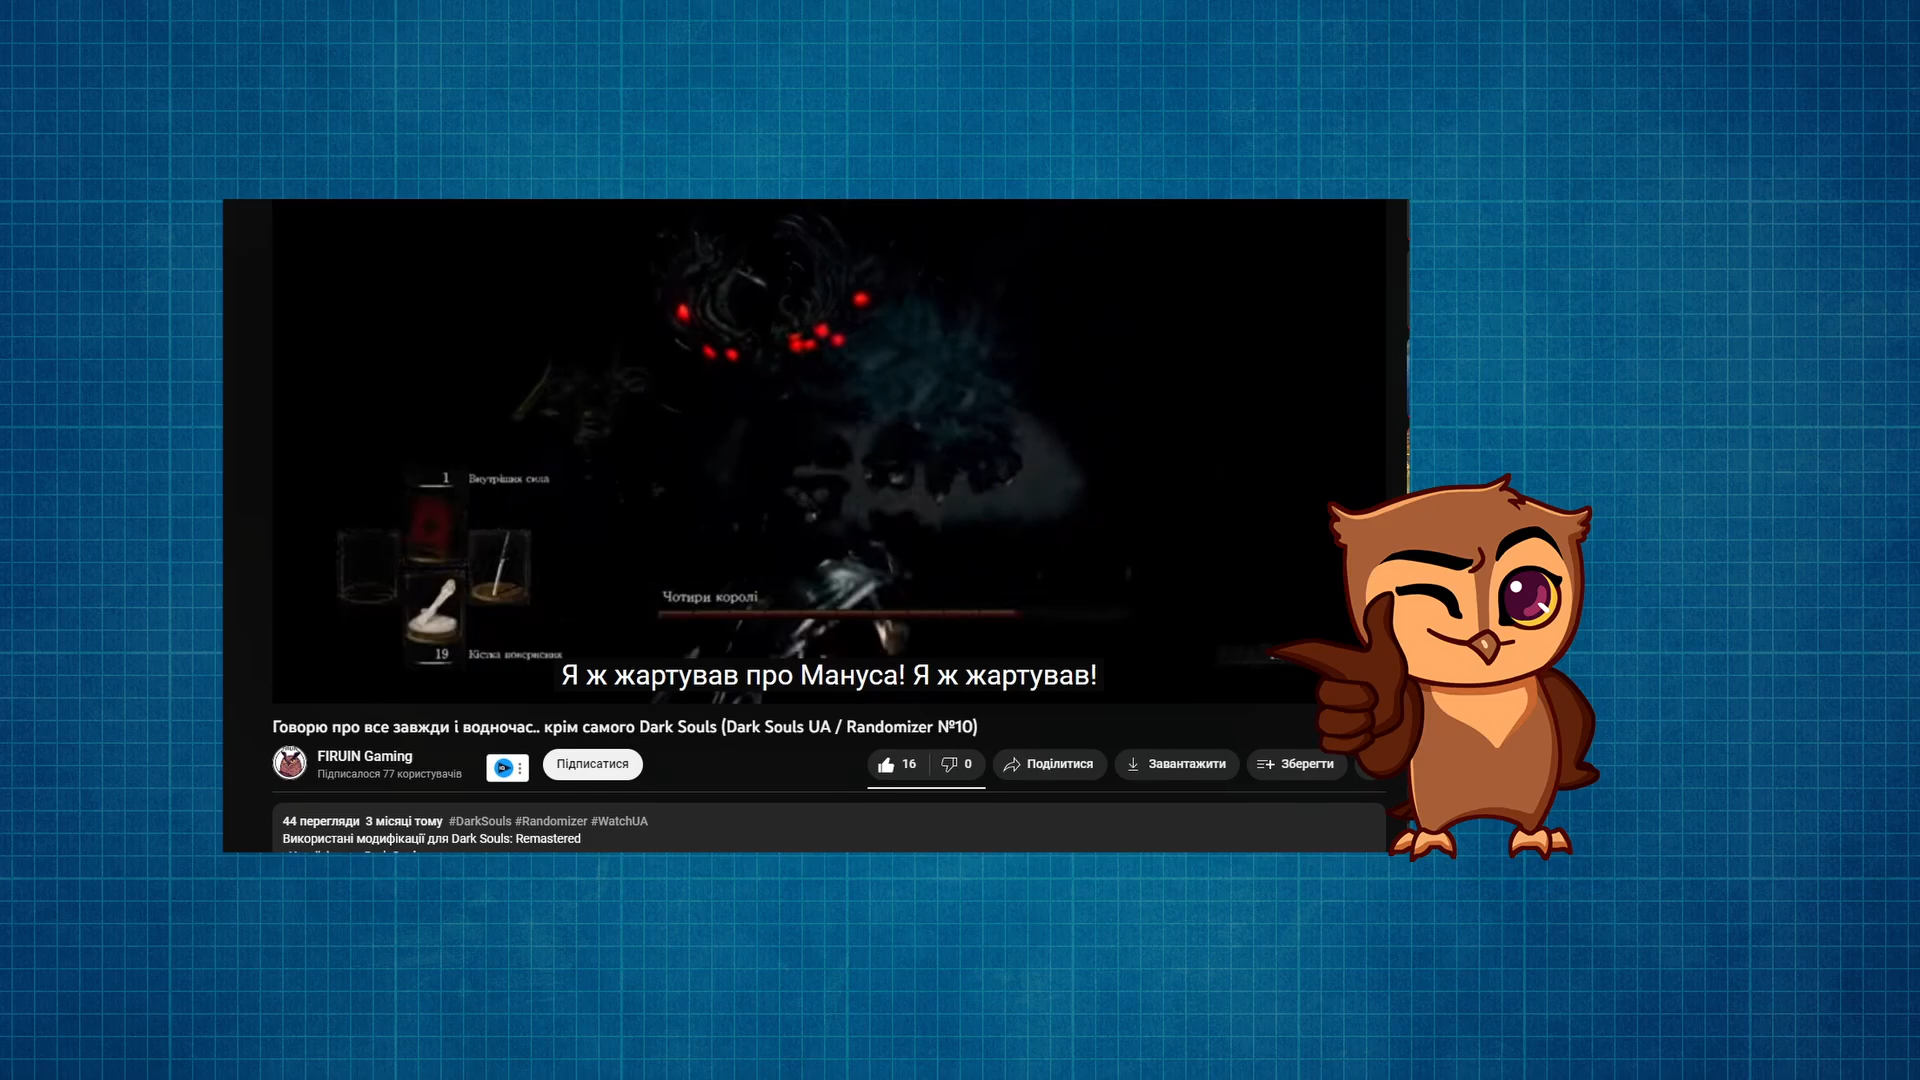 1 Внутрішня сила
Чотири королі
19 Кістка повернення
Я ж жартував про Мануса! Я ж жартував!
Говорю про все завжди і водночас.. крім самого Dark Souls (Dark Souls UA / Randomizer №10)
FIRUIN Gaming
Підписалося 77 користувачів
Підписатися
16
0
Поділитися
Завантажити
Зберегти
44 перегляди 3 місяці тому #DarkSouls #Randomizer #WatchUA
Використані модифікації для Dark Souls: Remastered